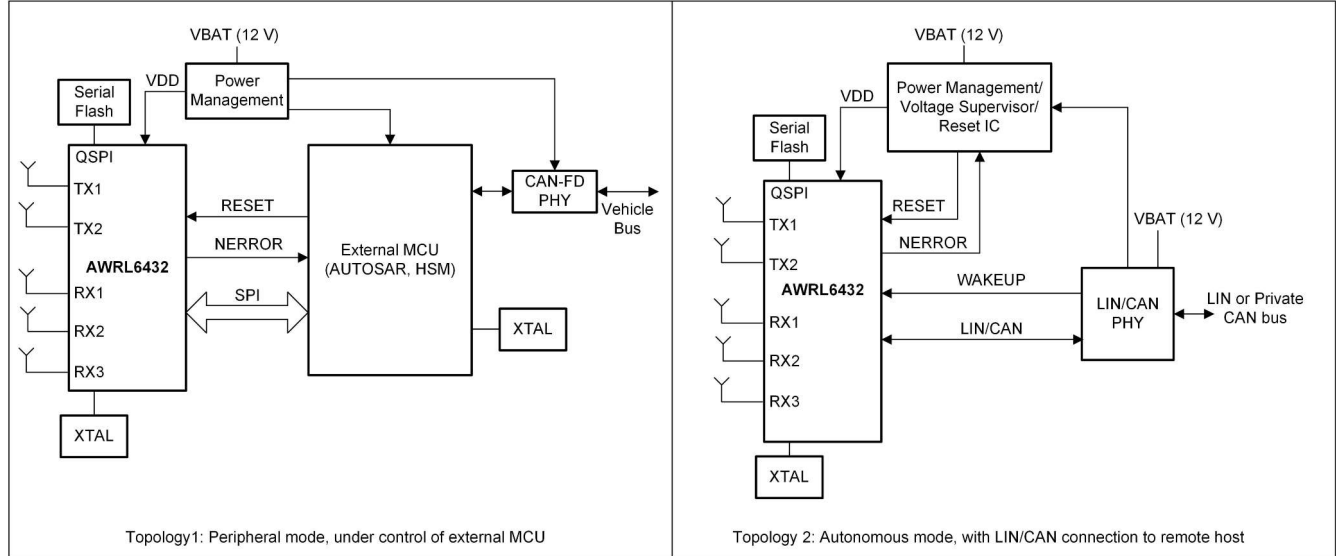 VBAT (12 V)
VDD
Power
Management
Serial
Flash
QSPI
TX1
TX2
AWRL6432
RX1
RX2
RX3
XTAL
RESET
NERROR
SPI
External MCU
(AUTOSAR, HSM)
CAN-FD
PHY
Vehicle
Bus
XTAL
Topology1: Peripheral mode, under control of external MCU
VBAT (12 V)
Power Management/
Voltage Supervisor/
Reset IC
VDD
Serial
Flash
QSPI
TX1
TX2
AWRL6432
RX1
RX2
RX3
XTAL
RESET
NERROR
WAKEUP
LIN/CAN
VBAT (12 V)
LIN/CAN
PHY
LIN or Private
CAN bus
Topology 2: Autonomous mode, with LIN/CAN connection to remote host